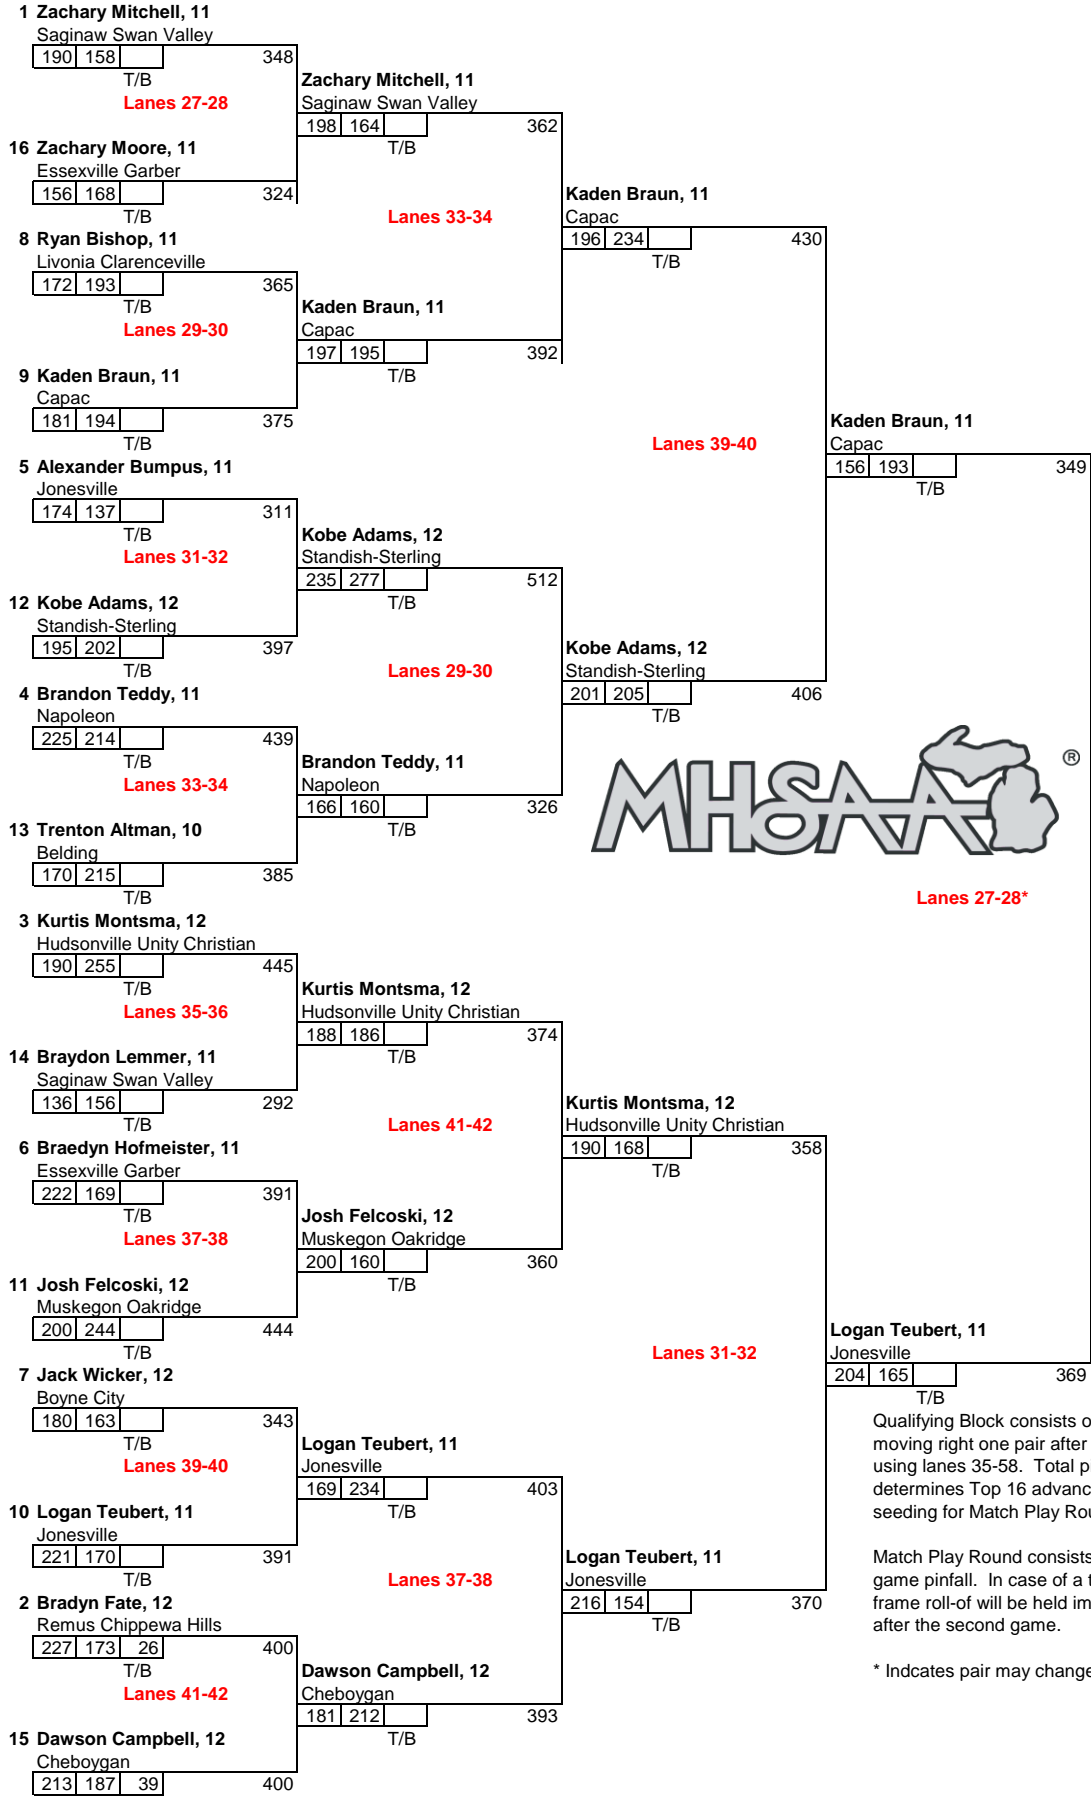 1 Zachary Mitchell, 11
Saginaw Swan Valley
190 158 348
T/B
Lanes 27-28
16 Zachary Moore, 11
Essexville Garber
156 168 324
T/B
8 Ryan Bishop, 11
Livonia Clarenceville
172 193 365
T/B
Lanes 29-30
9 Kaden Braun, 11
Capac
181 194 375
T/B
5 Alexander Bumpus, 11
Jonesville
174 137 311
T/B
Lanes 31-32
12 Kobe Adams, 12
Standish-Sterling
195 202 397
T/B
4 Brandon Teddy, 11
Napoleon
225 214 439
T/B
Lanes 33-34
13 Trenton Altman, 10
Belding
170 215 385
T/B
3 Kurtis Montsma, 12
Hudsonville Unity Christian
190 255 445
T/B
Lanes 35-36
14 Braydon Lemmer, 11
Saginaw Swan Valley
136 156 292
T/B
6 Braedyn Hofmeister, 11
Essexville Garber
222 169 391
T/B
Lanes 37-38
11 Josh Felcoski, 12
Muskegon Oakridge
200 244 444
T/B
7 Jack Wicker, 12
Boyne City
180 163 343
T/B
Lanes 39-40
10 Logan Teubert, 11
Jonesville
221 170 391
T/B
2 Bradyn Fate, 12
Remus Chippewa Hills
227 173 26 400
T/B
Lanes 41-42
15 Dawson Campbell, 12
Cheboygan
213 187 39 400
Zachary Mitchell, 11
Saginaw Swan Valley
198 164 362
T/B
Lanes 33-34
Kaden Braun, 11
Capac
197 195 392
T/B
Kobe Adams, 12
Standish-Sterling
235 277 512
T/B
Lanes 29-30
Brandon Teddy, 11
Napoleon
166 160 326
T/B
Kurtis Montsma, 12
Hudsonville Unity Christian
188 186 374
T/B
Lanes 41-42
Josh Felcoski, 12
Muskegon Oakridge
200 160 360
T/B
Logan Teubert, 11
Jonesville
169 234 403
T/B
Lanes 37-38
Dawson Campbell, 12
Cheboygan
181 212 393
T/B
Kaden Braun, 11
Capac
196 234 430
T/B
Lanes 39-40
Kobe Adams, 12
Standish-Sterling
201 205 406
T/B
Kurtis Montsma, 12
Hudsonville Unity Christian
190 168 358
T/B
Lanes 31-32
Logan Teubert, 11
Jonesville
216 154 370
T/B
Kaden Braun, 11
Capac
156 193 349
T/B
MHSAA ®
Lanes 27-28*
Logan Teubert, 11
Jonesville
204 165 369
T/B
Qualifying Block consists o
moving right one pair after
using lanes 35-58. Total p
determines Top 16 advanc
seeding for Match Play Rou
Match Play Round consists
game pinfall. In case of a t
frame roll-of will be held im
after the second game.
* Indcates pair may change